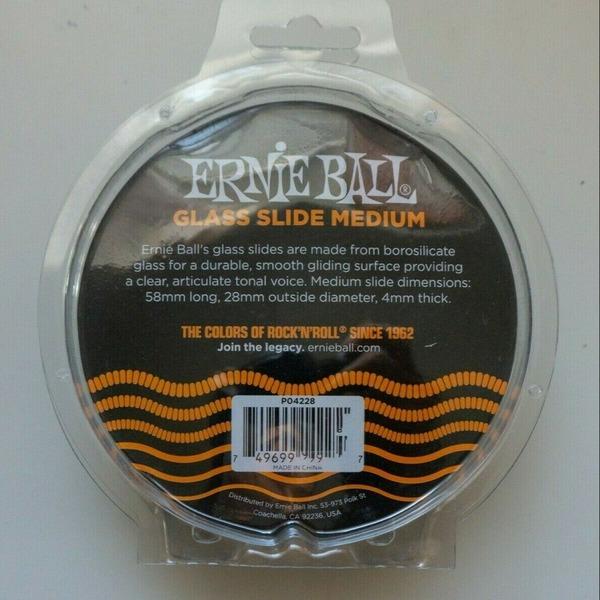 ERNiE BALL®
GLASS SLIDE MEDIUM
Ernie Ball's glass slides are made from borosilicate
glass for a durable, smooth gliding surface providing
a clear, articulate tonal voice. Medium slide dimensions:
58mm long, 28mm outside diameter, 4mm thick.
THE COLORS OF ROCK'N'ROLL® SINCE 1962
Join the legacy. ernieball.com
P04228
7 49699 7
MADE IN CHINA
Distributed by Ernie Ball Inc. 53-973 Polk St
Coachella, CA 92236, USA